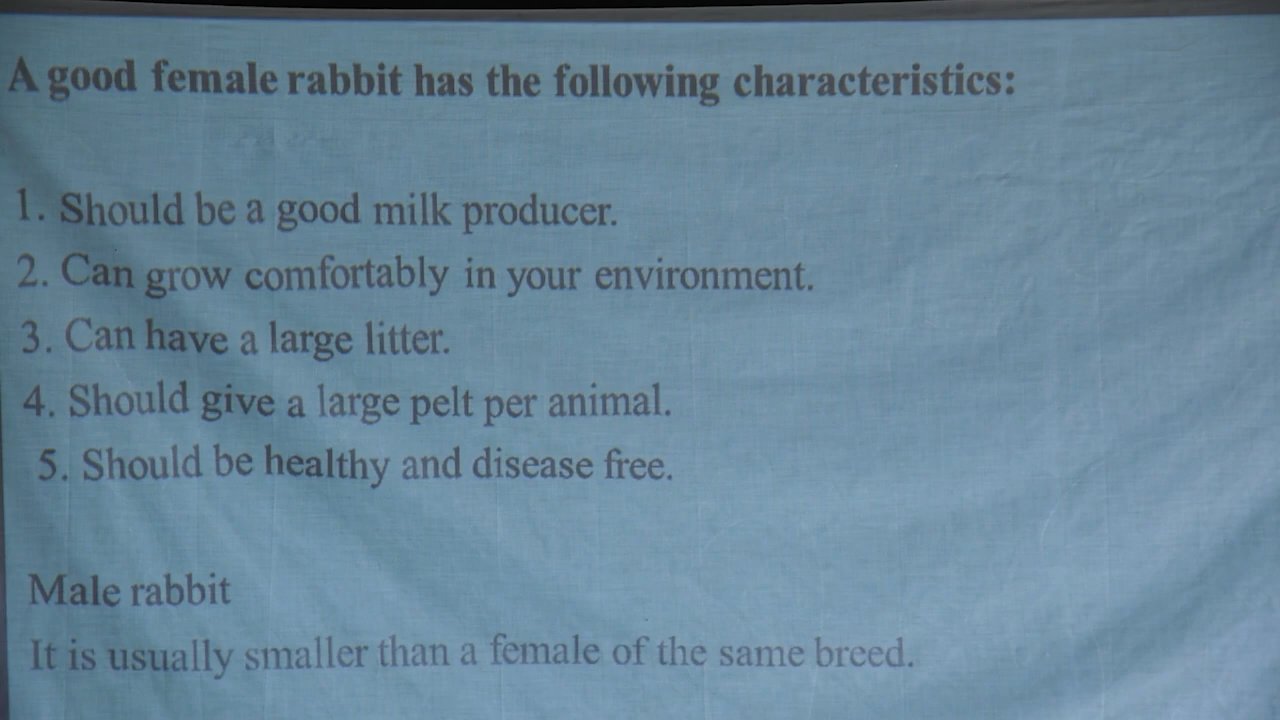 A good female rabbit has the following characteristics:
1. Should be a good milk producer.
2. Can grow comfortably in your environment.
3. Can have a large litter.
4. Should give a large pelt per animal.
5. Should be healthy and disease free.
Male rabbit
It is usually smaller than a female of the same breed.